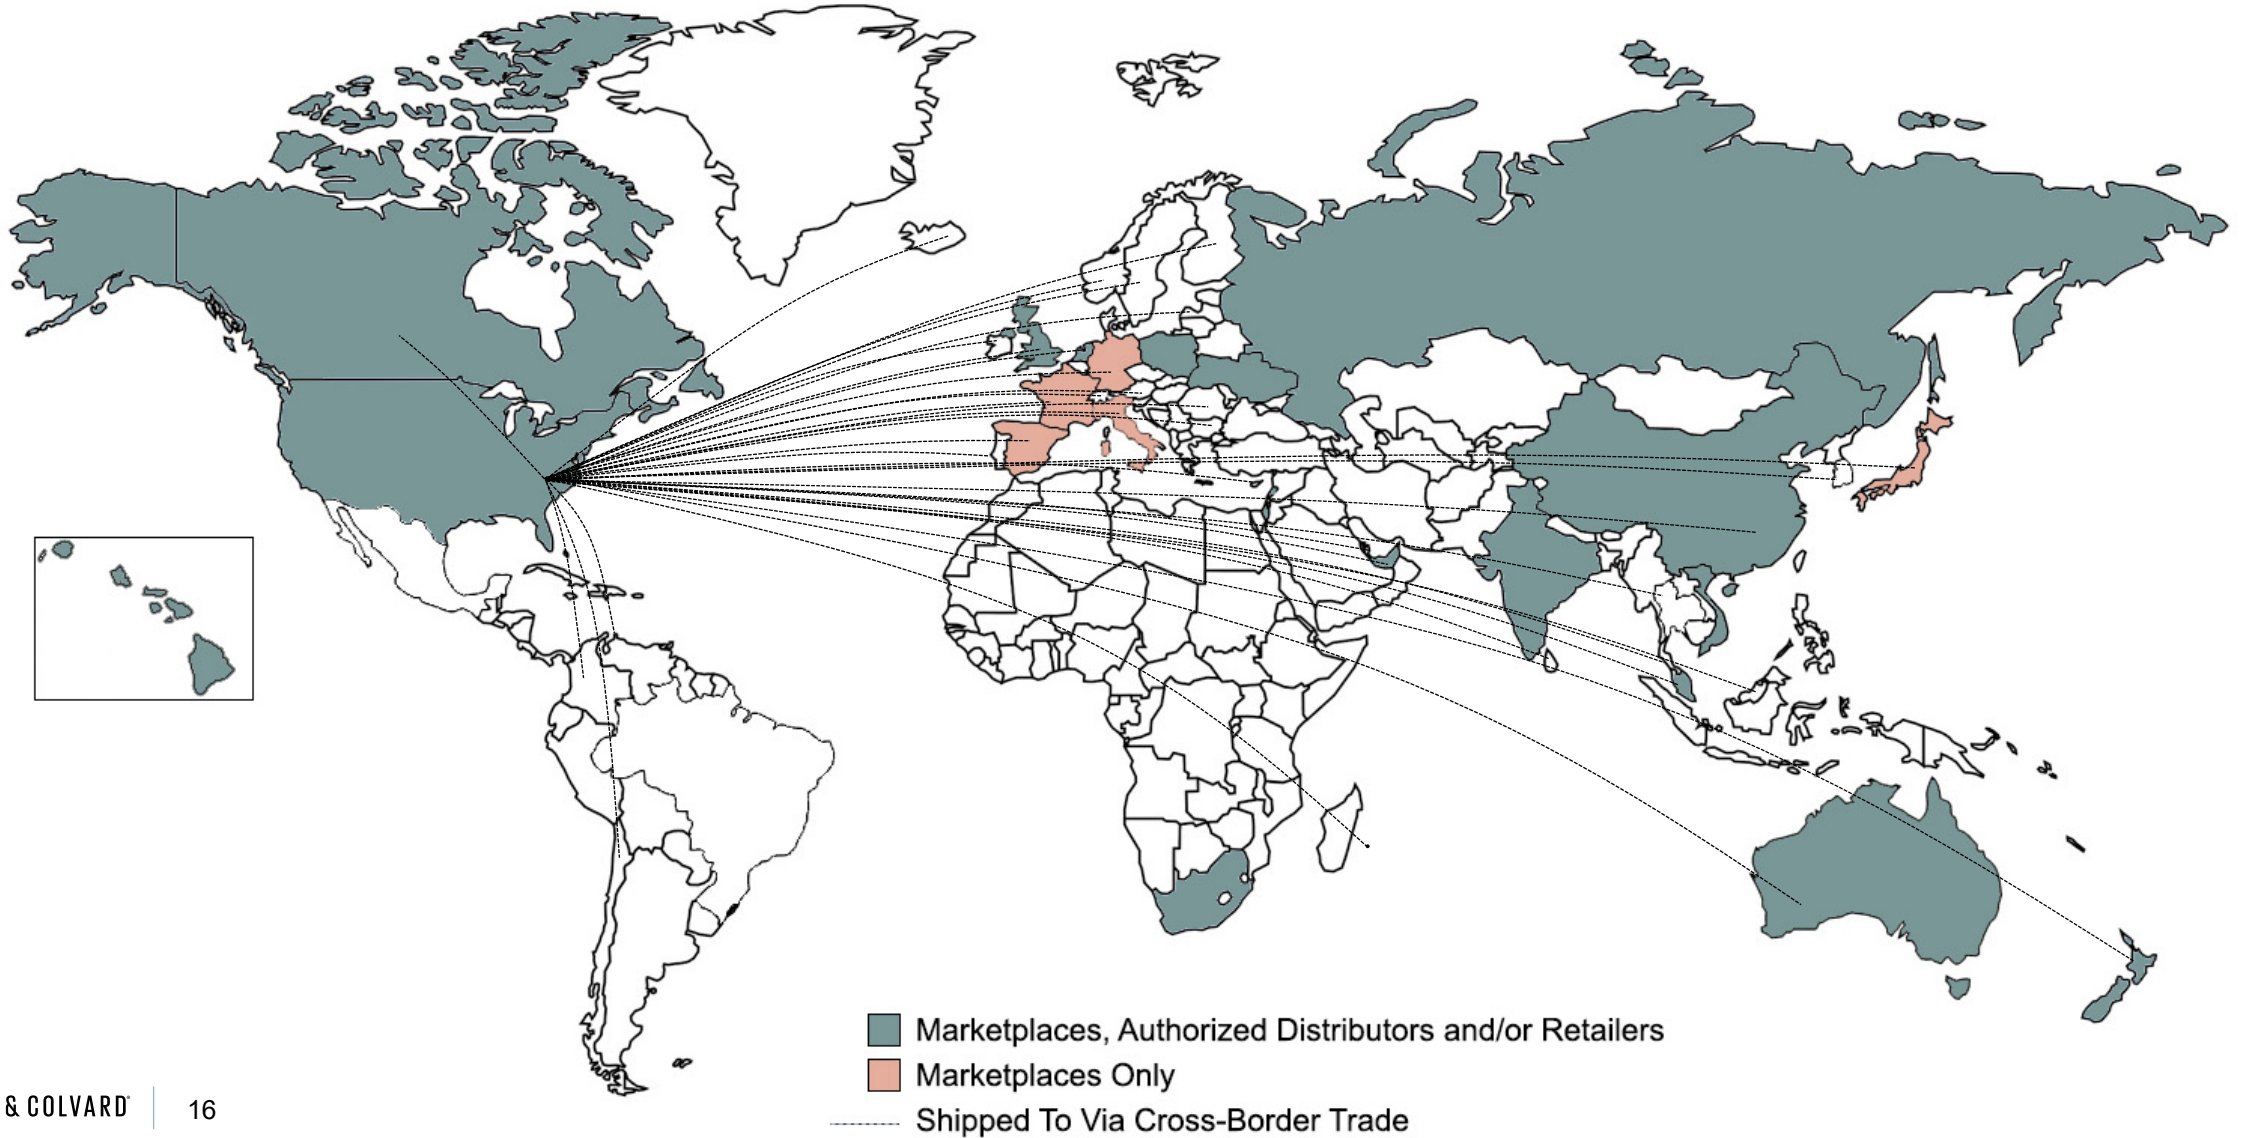 Marketplaces, Authorized Distributors and/or Retailers
Marketplaces Only
Shipped To Via Cross-Border Trade
& COLVARD® 16